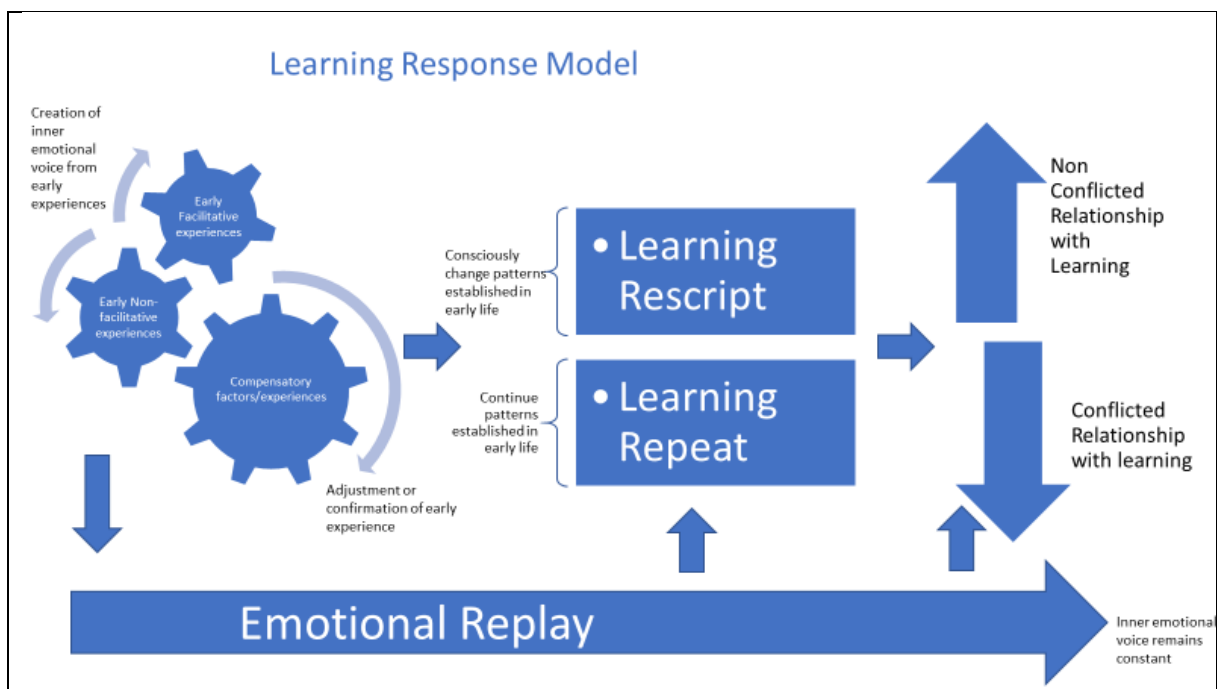 Learning Response Model
Creation of
inner
emotional
voice from
early
experiences
Early
Facilitative
experiences
Early Non-
facilitative
experiences
Compensatory
factors/experiences
Adjustment or
confirmation of early
experience
Consciously
change patterns
established in
early life
• Learning
Rescript
Continue
patterns
established in
early life
• Learning
Repeat
Non
Conflicted
Relationship
with
Learning
Conflicted
Relationship
with learning
Emotional Replay
Inner emotional
voice remains
constant